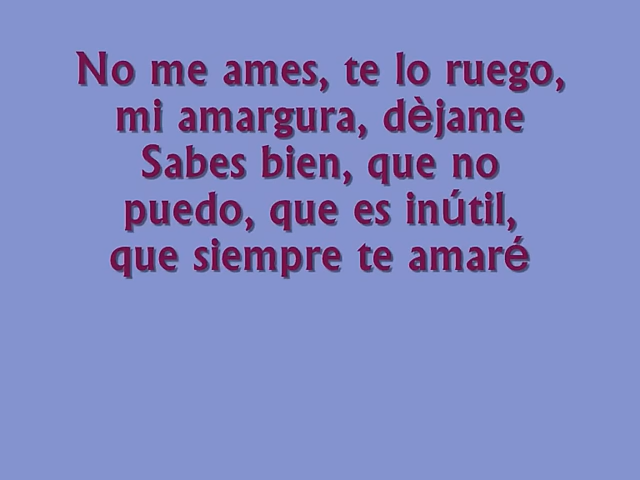 No me ames, te lo ruego,
mi amargura, dèjame
Sabes bien, que no
puedo, que es inútil,
que siempre te amaré